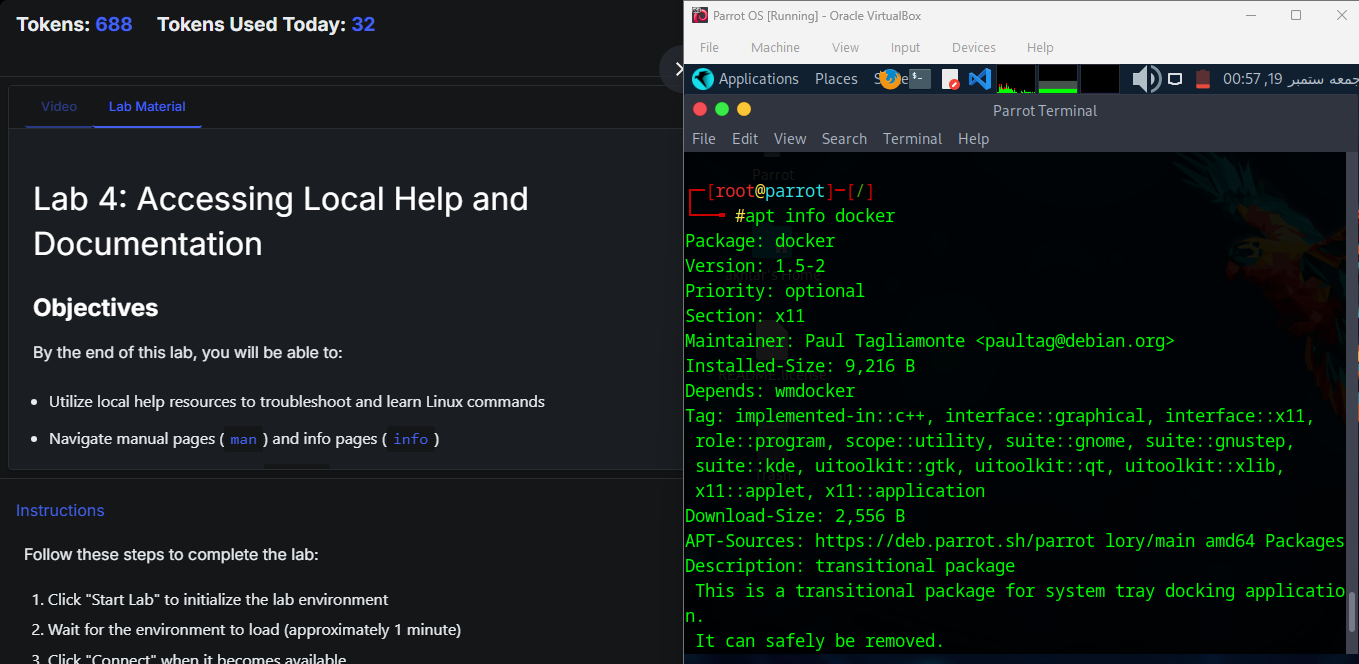 Tokens: 688 Tokens Used Today: 32
Video Lab Material
Lab 4: Accessing Local Help and
Documentation
Objectives
By the end of this lab, you will be able to:
• Utilize local help resources to troubleshoot and learn Linux commands
• Navigate manual pages ( man ) and info pages ( info )
Instructions
Follow these steps to complete the lab:
1. Click "Start Lab" to initialize the lab environment
2. Wait for the environment to load (approximately 1 minute)
3. Click "Connect" when it becomes available
Parrot OS [Running] - Oracle VirtualBox
File Machine View Input Devices Help
Applications Places 00:57 ,19 جمعه ستمبر
Parrot Terminal
File Edit View Search Terminal Help
Parrot
[root@parrot]─[/]
#apt info docker
Package: docker
Version: 1.5-2
Priority: optional
Section: x11
Maintainer: Paul Tagliamonte <paultag@debian.org>
Installed-Size: 9,216 B
Depends: wmdocker
Tag: implemented-in::c++, interface::graphical, interface::x11,
role::program, scope::utility, suite::gnome, suite::gnustep,
suite::kde, uitoolkit::gtk, uitoolkit::qt, uitoolkit::xlib,
x11::applet, x11::application
Download-Size: 2,556 B
APT-Sources: https://deb.parrot.sh/parrot lory/main amd64 Packages
Description: transitional package
This is a transitional package for system tray docking applicatio
n.
It can safely be removed.